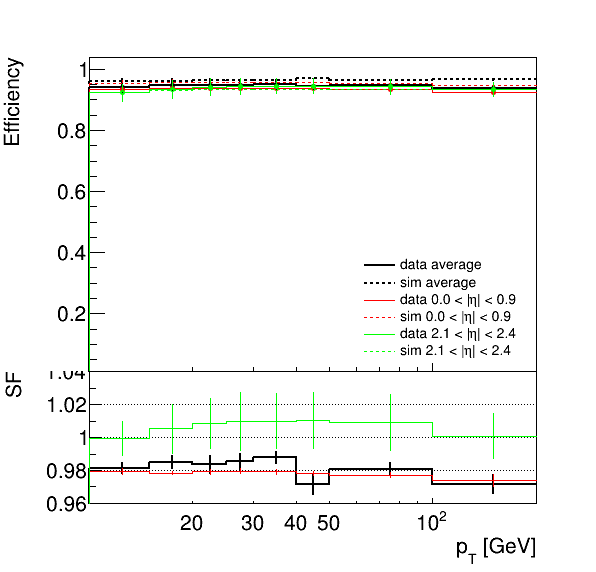 Efficiency
1
0.8
0.6
0.4
0.2
data average
sim average
data 0.0 < |η| < 0.9
sim 0.0 < |η| < 0.9
data 2.1 < |η| < 2.4
sim 2.1 < |η| < 2.4
SF
1.04
1.02
1
0.98
0.96
20 30 40 50 10²
p_T [GeV]